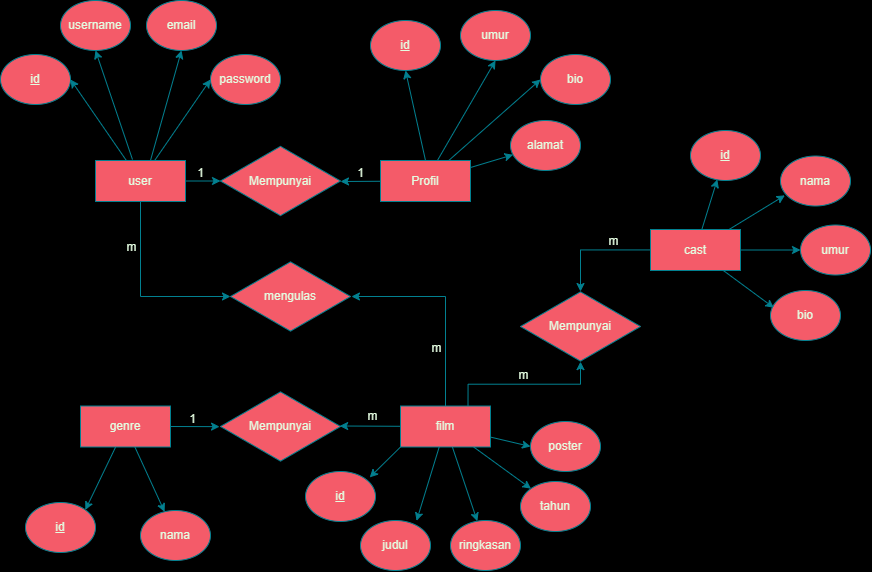 username
email
id
password
id
umur
bio
alamat
user
1
Mempunyai
1
Profil
id
nama
cast
umur
bio
m
m
mengulas
Mempunyai
m
m
genre
1
Mempunyai
m
film
poster
id
tahun
judul
ringkasan
id
nama